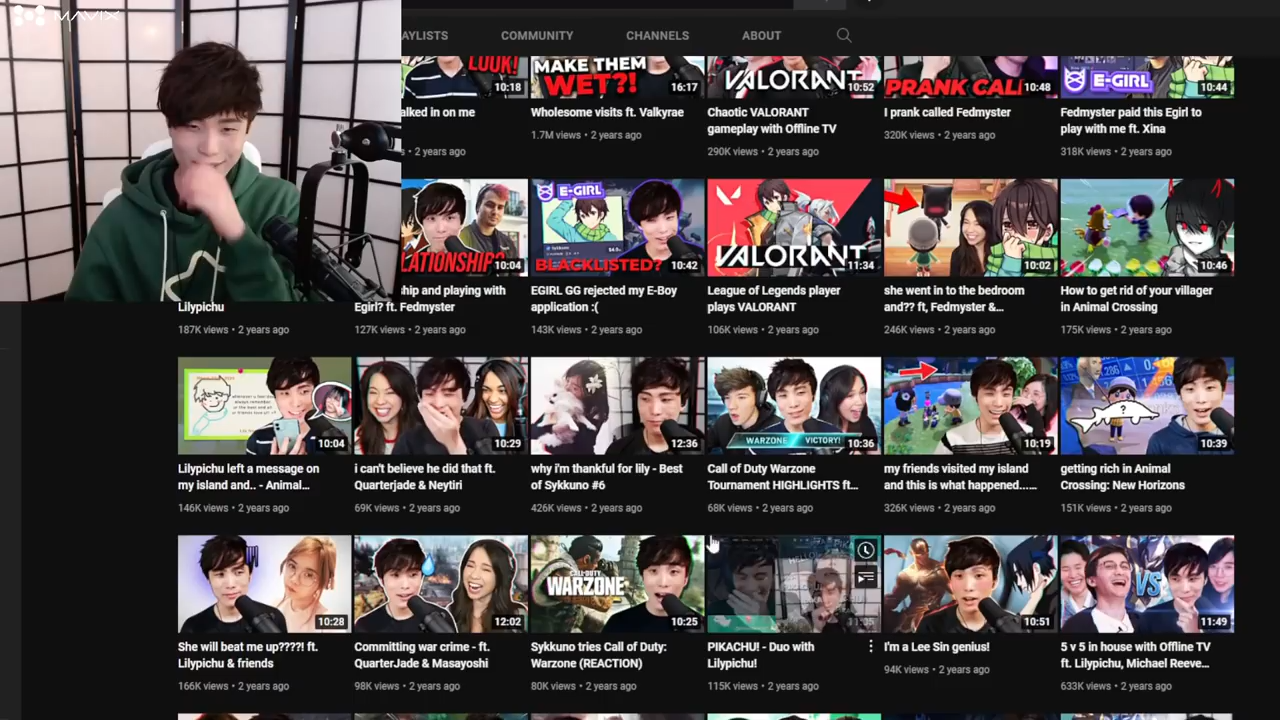 MAVIX
AYLISTS
COMMUNITY
CHANNELS
ABOUT
LOOK!
10:18
MAKE THEM
WET?!
16:17
VALORANT
10:52
PRANK CALL
10:48
E-GIRL
10:44
alked in on me
2 years ago
Wholesome visits ft. Valkyrae
1.7M views • 2 years ago
Chaotic VALORANT
gameplay with Offline TV
290K views • 2 years ago
I prank called Fedmyster
320K views • 2 years ago
Fedmyster paid this Egirl to
play with me ft. Xina
318K views • 2 years ago
Lilypichu
187K views • 2 years ago
LATIONSHIP
10:04
hip and playing with
Egirl? ft. Fedmyster
127K views • 2 years ago
E-GIRL
BLACKLISTED?
10:42
EGIRL GG rejected my E-Boy
application :(
143K views • 2 years ago
VALORANT
11:34
League of Legends player
plays VALORANT
106K views • 2 years ago
10:02
she went in to the bedroom
and?? ft, Fedmyster &...
246K views • 2 years ago
10:46
How to get rid of your villager
in Animal Crossing
175K views • 2 years ago
10:04
Lilypichu left a message on
my island and.. - Animal...
146K views • 2 years ago
10:29
i can't believe he did that ft.
Quarterjade & Neytiri
69K views • 2 years ago
12:36
why i'm thankful for lily - Best
of Sykkuno #6
426K views • 2 years ago
WARZONE VICTORY!
10:36
Call of Duty Warzone
Tournament HIGHLIGHTS ft...
68K views • 2 years ago
10:19
my friends visited my island
and this is what happened......
326K views • 2 years ago
?
10:39
getting rich in Animal
Crossing: New Horizons
151K views • 2 years ago
10:28
She will beat me up????! ft.
Lilypichu & friends
166K views • 2 years ago
12:02
Committing war crime - ft.
QuarterJade & Masayoshi
98K views • 2 years ago
CALL OF DUTY
WARZONE
10:25
Sykkuno tries Call of Duty:
Warzone (REACTION)
80K views • 2 years ago
11:35
PIKACHU! - Duo with
Lilypichu!
115K views • 2 years ago
10:51
I'm a Lee Sin genius!
94K views • 2 years ago
VS
11:49
5 v 5 in house with Offline TV
ft. Lilypichu, Michael Reeve...
633K views • 2 years ago